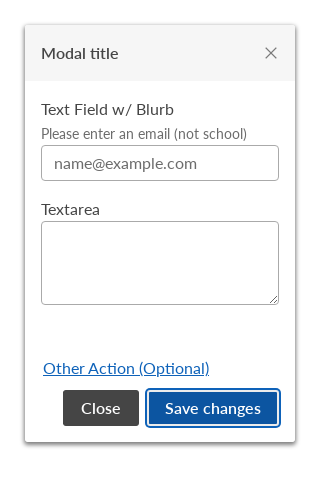 Modal title
Text Field w/ Blurb
Please enter an email (not school)
name@example.com
Textarea
Other Action (Optional)
Close
Save changes